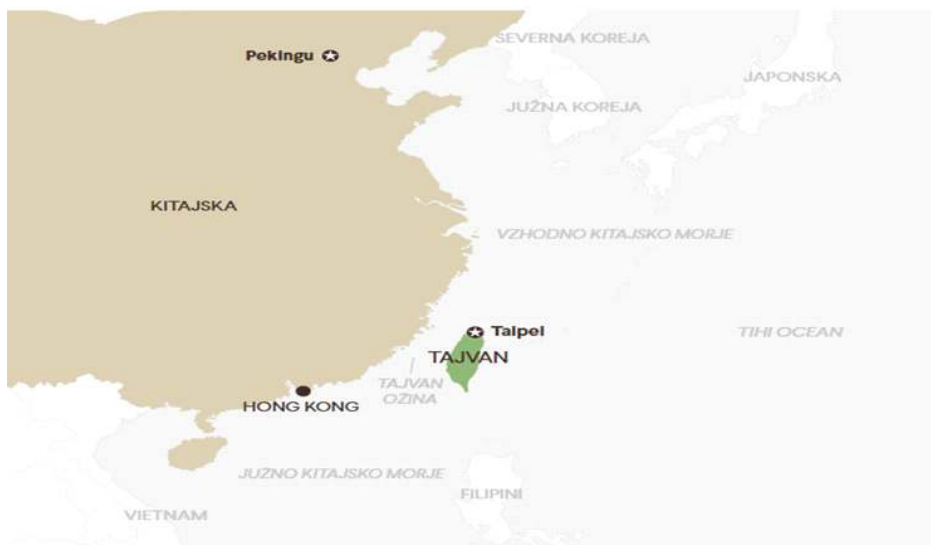 SEVERNA KOREJA
Pekingu
JAPONSKA
JUŽNA KOREJA
KITAJSKA
VZHODNO KITAJSKO MORJE
Taipei
TIHI OCEAN
TAJVAN
TAJVAN
OŽINA
HONG KONG
JUŽNO KITAJSKO MORJE
FILIPINI
VIETNAM